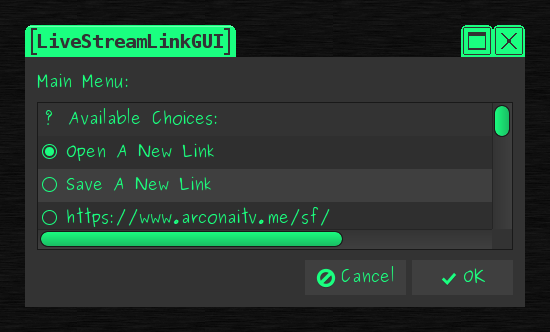 [LiveStreamLinkGUI]
Main Menu:
? Available Choices:
Open A New Link
Save A New Link
https://www.arconaitv.me/sf/
Cancel OK